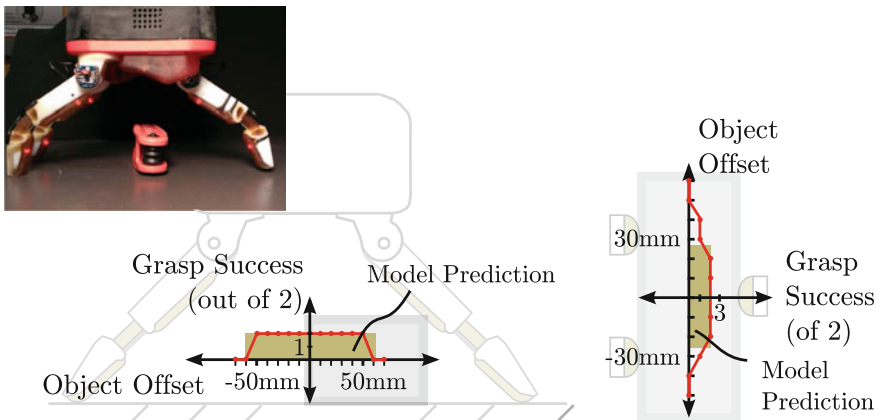 Grasp Success
(out of 2)
Model Prediction
1
Object Offset
-50mm
50mm
Object
Offset
30mm
3
-30mm
Grasp
Success
(of 2)
Model
Prediction